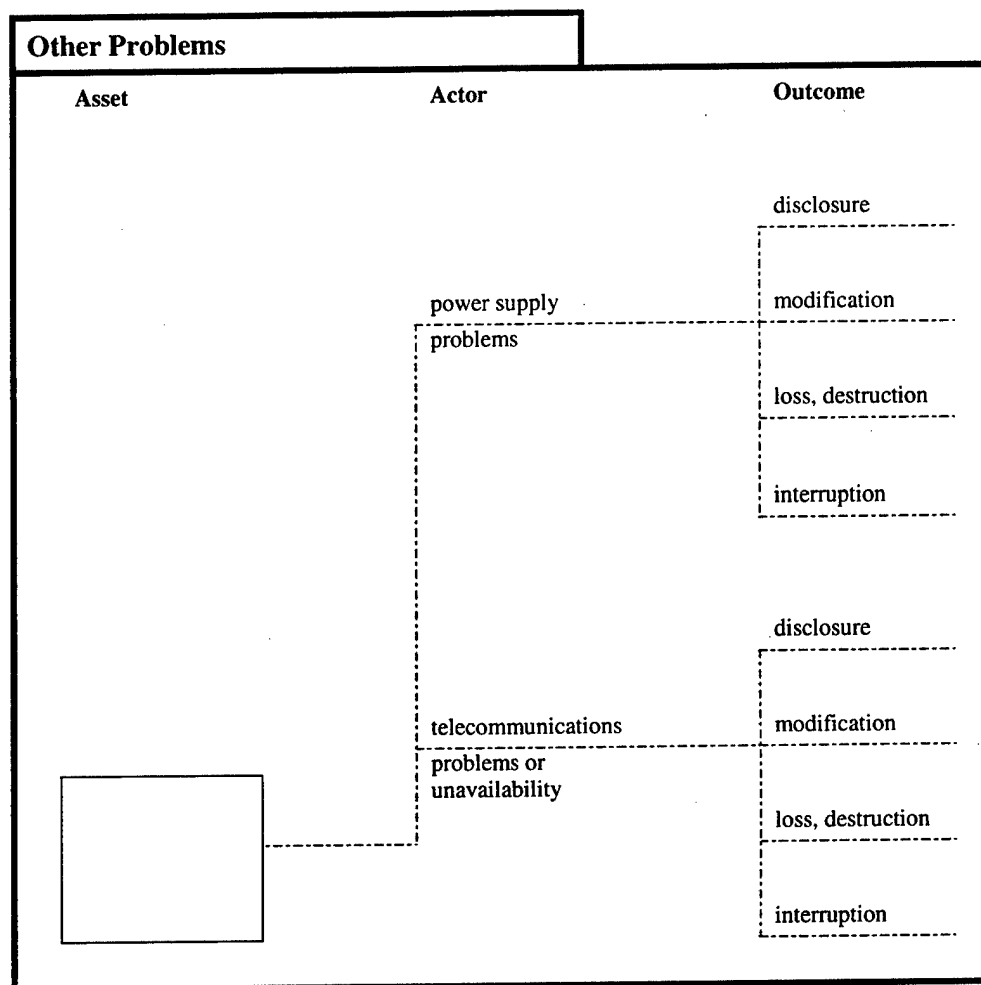 Other Problems
Asset Actor Outcome
disclosure
power supply
problems
modification
loss, destruction
interruption
disclosure
telecommunications
problems or
unavailability
modification
loss, destruction
interruption